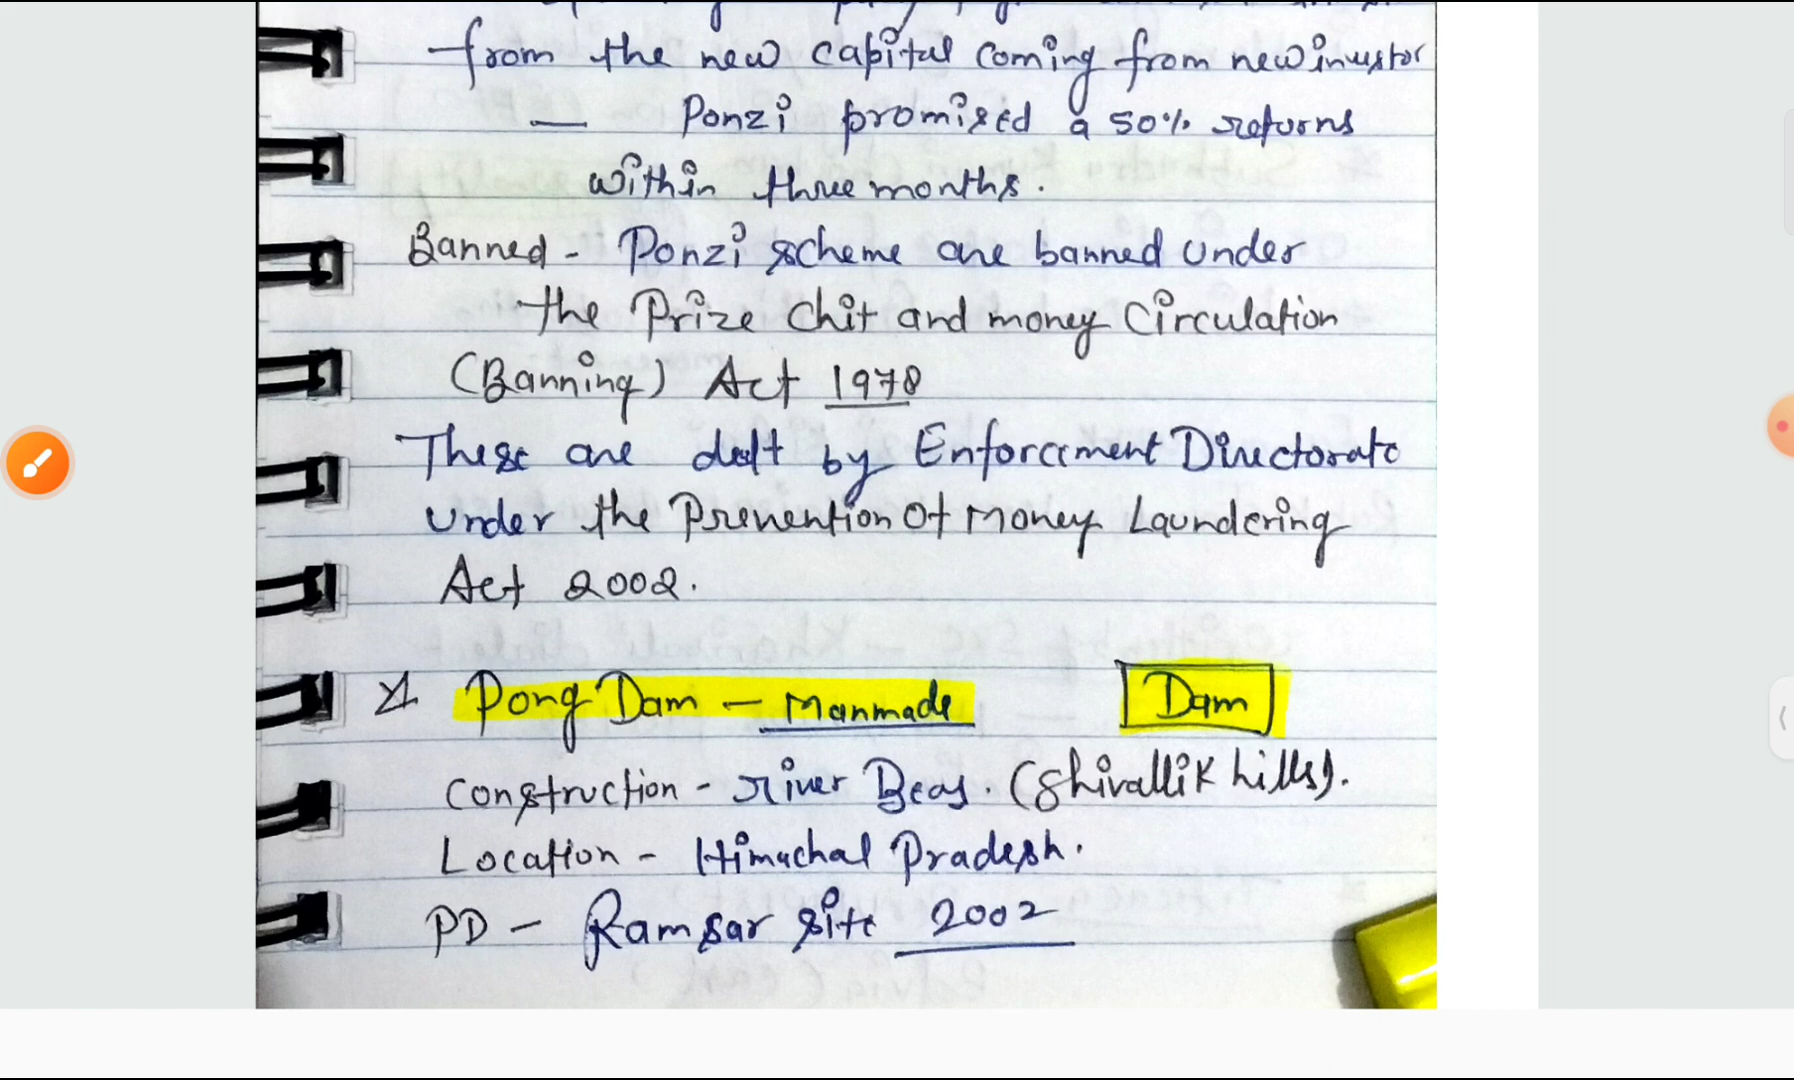 from the new capital coming from new investor
— Ponzi promised a 50% returns
within three months.
Banned - Ponzi scheme are banned under
the Prize Chit and money Circulation
(Banning) Act 1978
These are delt by Enforcement Directorate
under the Prevention Of Money Laundering
Act 2002.
Pong Dam — Manmade Dam
Construction - river Beas. (Shivallik hills).
Location - Himachal Pradesh.
PD - Ramsar site 2002